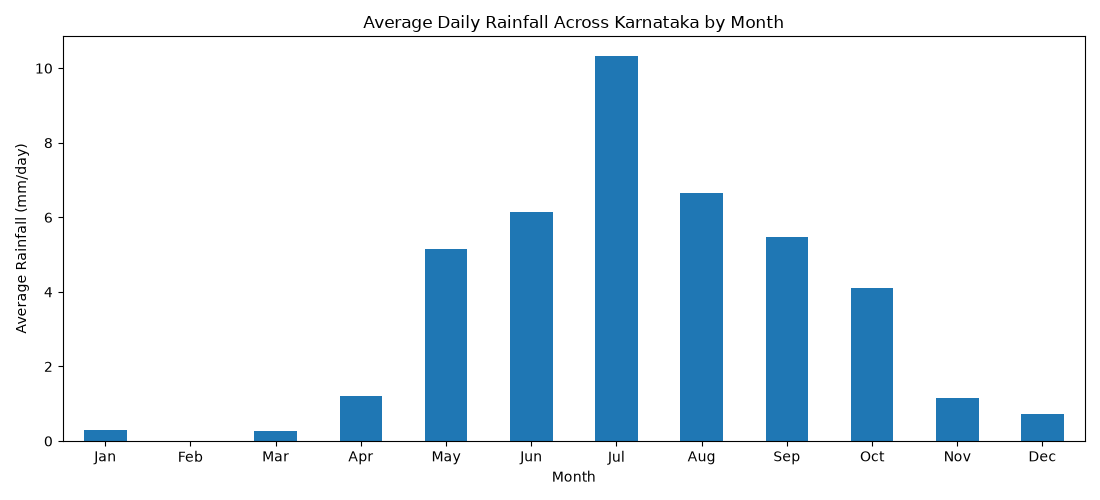 Average Daily Rainfall Across Karnataka by Month
Average Rainfall (mm/day)
10
8
6
4
2
0
Jan Feb Mar Apr May Jun Jul Aug Sep Oct Nov Dec
Month